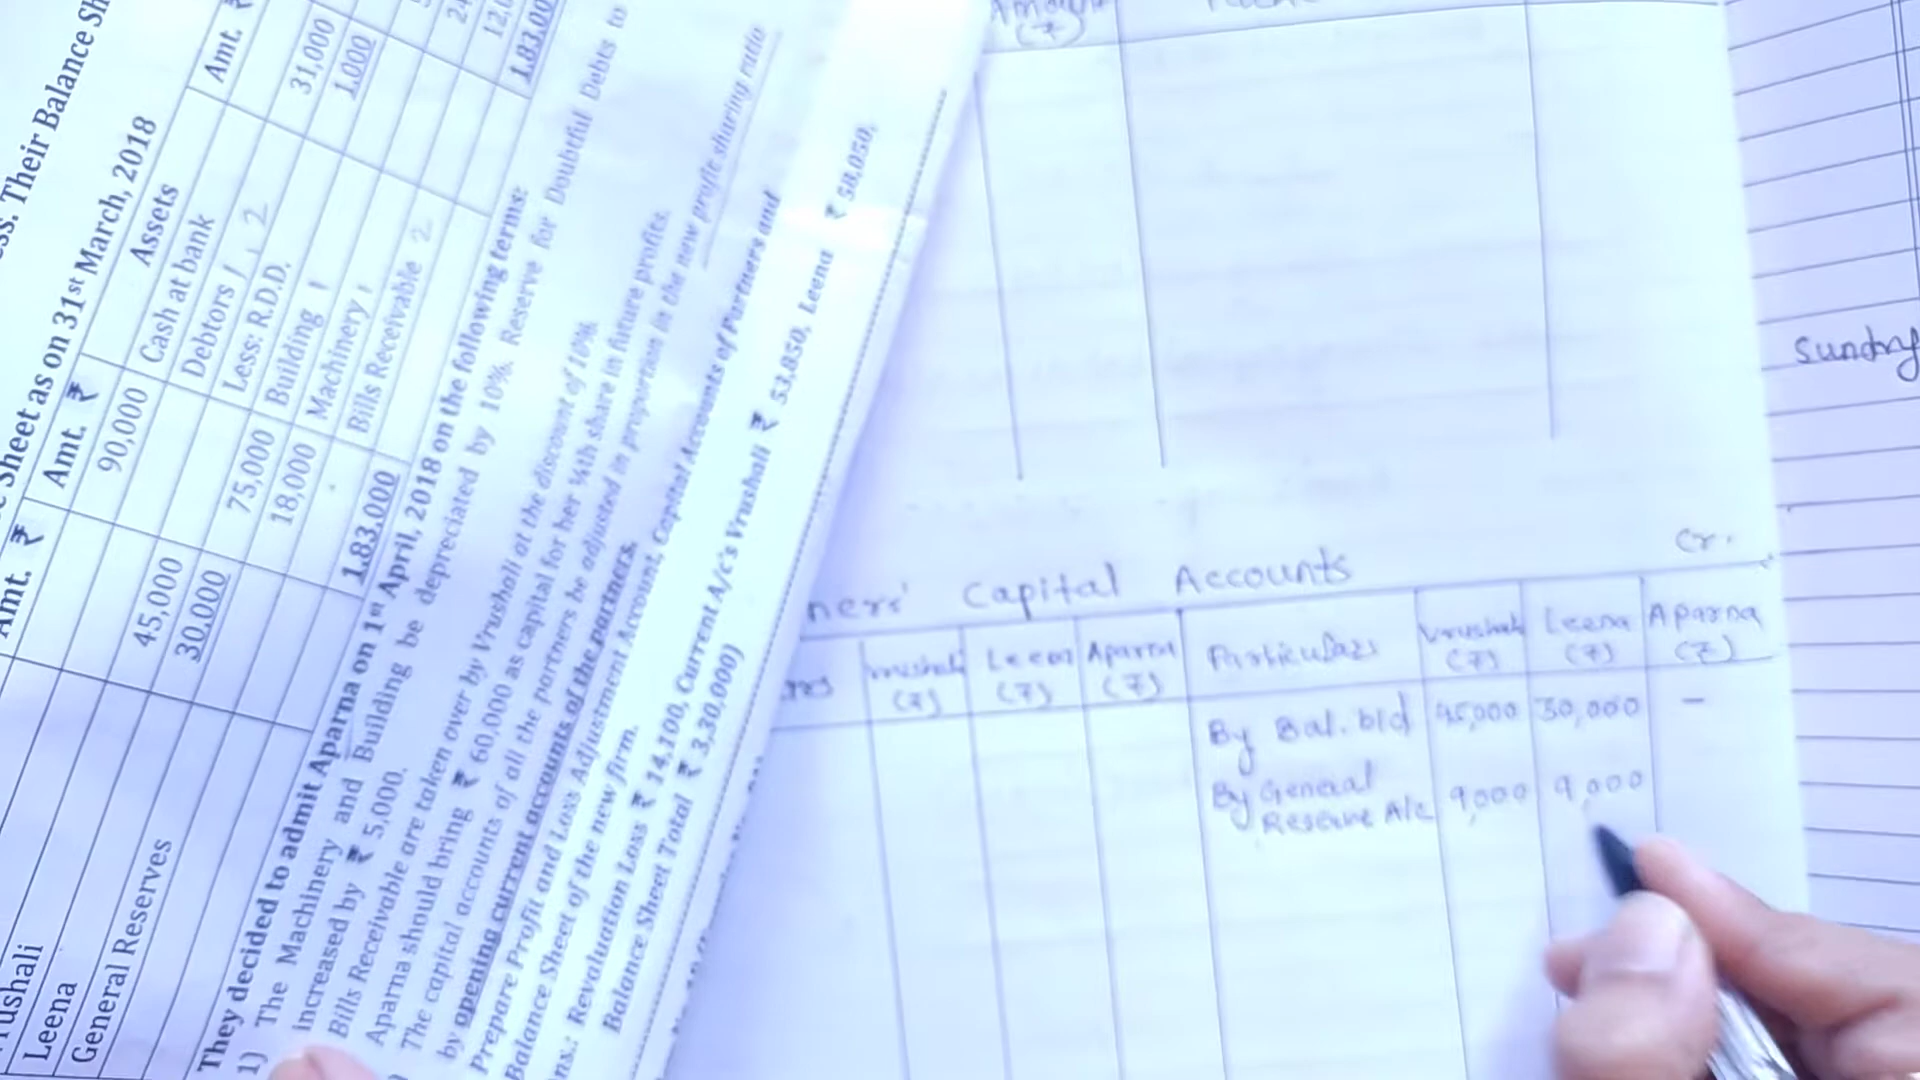 ess. Their Balance Sh
Sheet as on 31st March, 2018
Amt. ₹
Amt. ₹
Assets
Amt. ₹
90,000
Cash at bank
Debtors
31,000
Less: R.D.D.
1,000
45,000
75,000
Building
30,000
18,000
Machinery
Bills Receivable
1,83,000
1,83,00
Leena
General Reserves
They decided to admit Aparna on 1st April, 2018 on the following terms:
1) The Machinery and Building be depreciated by 10%. Reserve for Doubtful Debts to
increased by ₹ 5,000.
Bills Receivable are taken over by Vrushali at the discount of 10%.
Aparna should bring ₹ 60,000 as capital for her ¼th share in future profits.
The capital accounts of all the partners be adjusted in proportion in the new profit sharing ratio
by opening current accounts of the partners.
Prepare Profit and Loss Adjustment Account, Capital Accounts of Partners and
Balance Sheet of the new firm.
ns.: Revaluation Loss ₹ 14,100, Current A/c's Vrushali ₹ 53,850, Leena ₹ 58,050,
Balance Sheet Total ₹ 3,30,000)
Amount
(₹)
Sundry
ners' Capital Accounts
Cr.
Leena
(₹)
Aparna
(₹)
Particulars
Vrushali
(₹)
Leena
(₹)
Aparna
(₹)
By Bal. b/d 45,000 30,000 -
By General
Reserve A/c 9,000 9,000